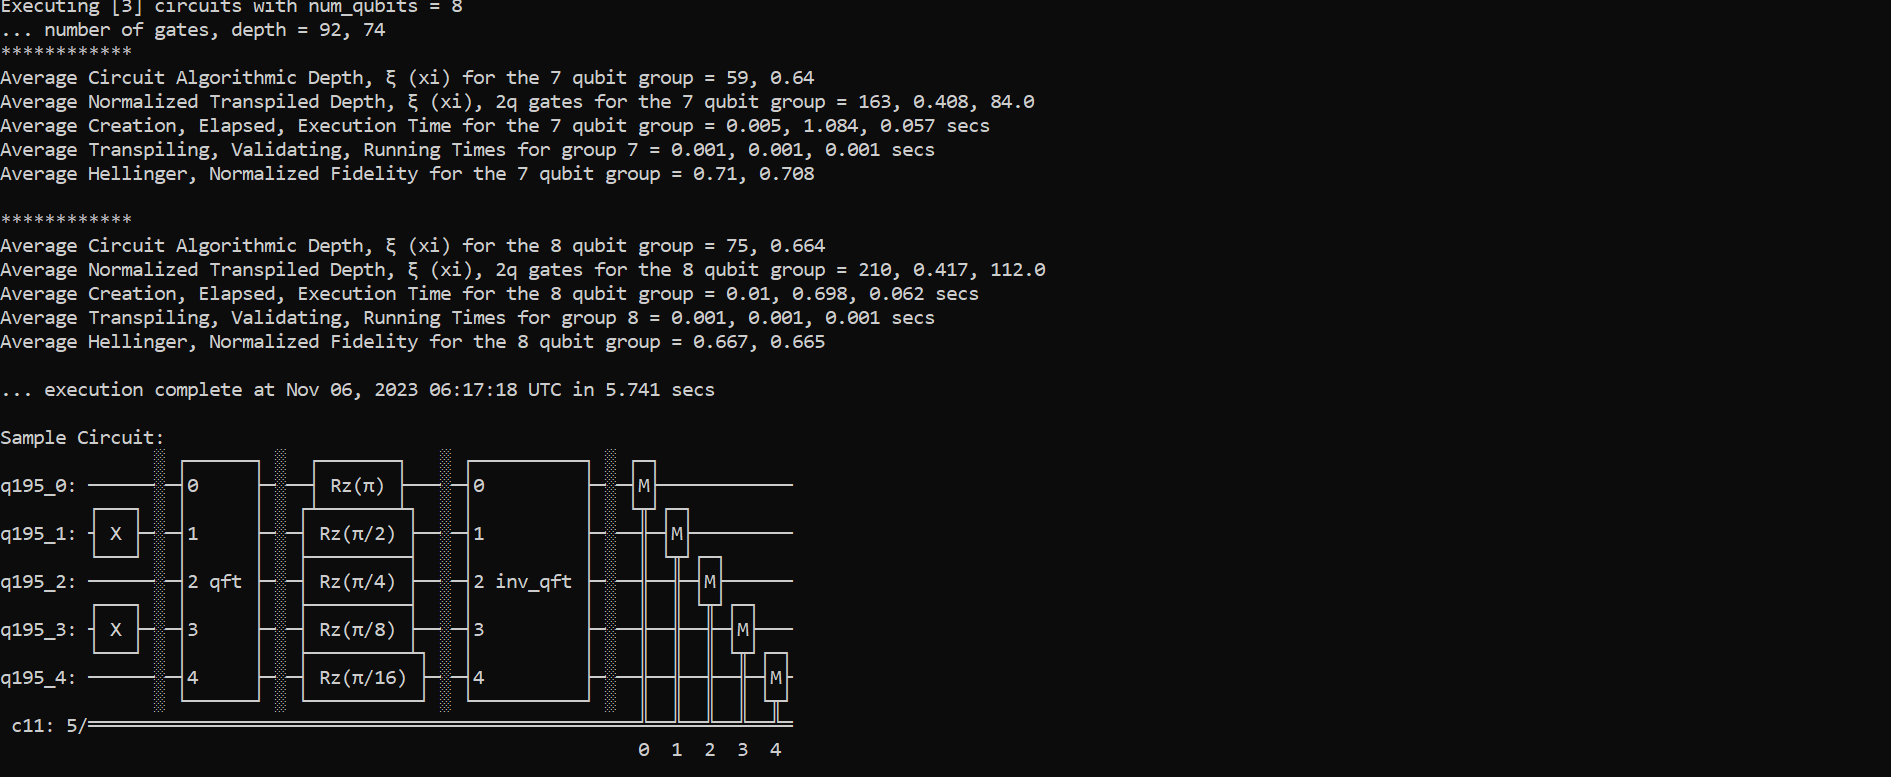 Executing [3] circuits with num_qubits = 8
... number of gates, depth = 92, 74
************
Average Circuit Algorithmic Depth, ξ (xi) for the 7 qubit group = 59, 0.64
Average Normalized Transpiled Depth, ξ (xi), 2q gates for the 7 qubit group = 163, 0.408, 84.0
Average Creation, Elapsed, Execution Time for the 7 qubit group = 0.005, 1.084, 0.057 secs
Average Transpiling, Validating, Running Times for group 7 = 0.001, 0.001, 0.001 secs
Average Hellinger, Normalized Fidelity for the 7 qubit group = 0.71, 0.708
************
Average Circuit Algorithmic Depth, ξ (xi) for the 8 qubit group = 75, 0.664
Average Normalized Transpiled Depth, ξ (xi), 2q gates for the 8 qubit group = 210, 0.417, 112.0
Average Creation, Elapsed, Execution Time for the 8 qubit group = 0.01, 0.698, 0.062 secs
Average Transpiling, Validating, Running Times for group 8 = 0.001, 0.001, 0.001 secs
Average Hellinger, Normalized Fidelity for the 8 qubit group = 0.667, 0.665
... execution complete at Nov 06, 2023 06:17:18 UTC in 5.741 secs
Sample Circuit:
q195_0: 0 Rz(π) 0 M
q195_1: X 1 Rz(π/2) 1 M
q195_2: 2 qft Rz(π/4) 2 inv_qft M
q195_3: X 3 Rz(π/8) 3 M
q195_4: 4 Rz(π/16) 4 M
c11: 5/
0 1 2 3 4